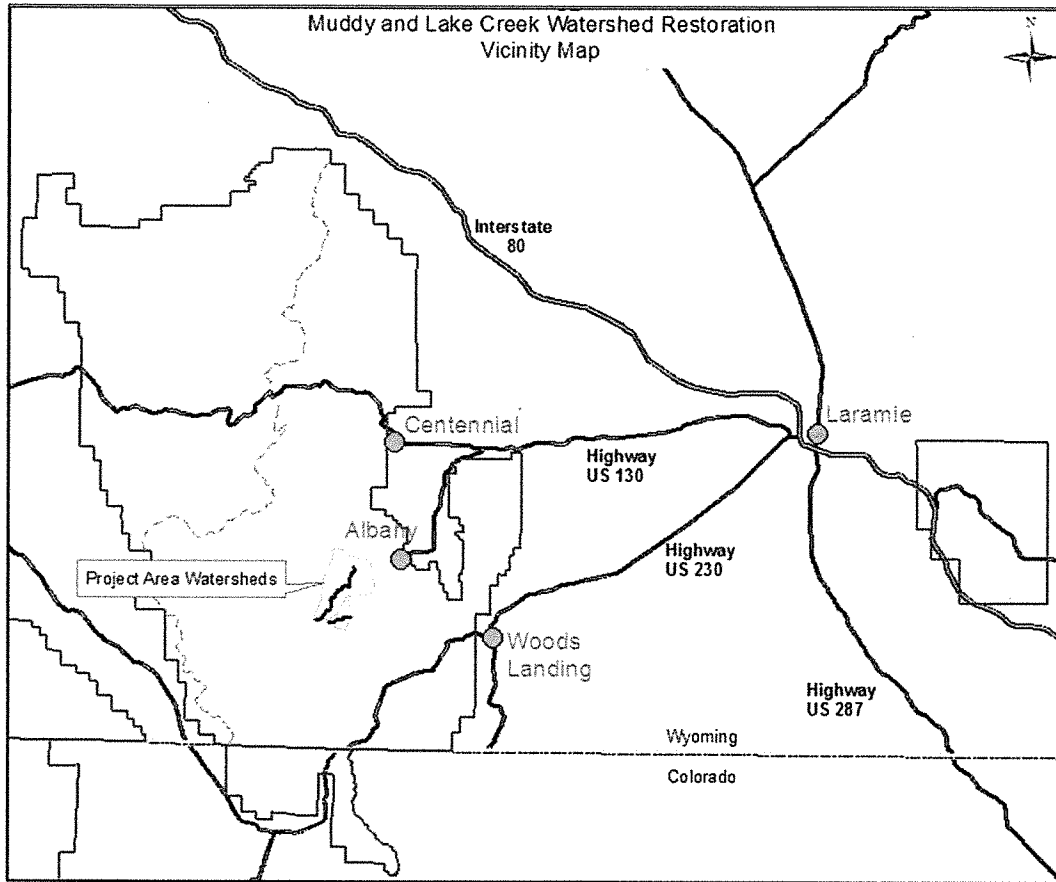 Muddy and Lake Creek Watershed Restoration
Vicinity Map
N
Interstate
80
Laramie
Centennial
Highway
US 130
Albany
Highway
US 230
Project Area Watersheds
Woods
Landing
Highway
US 287
Wyoming
Colorado